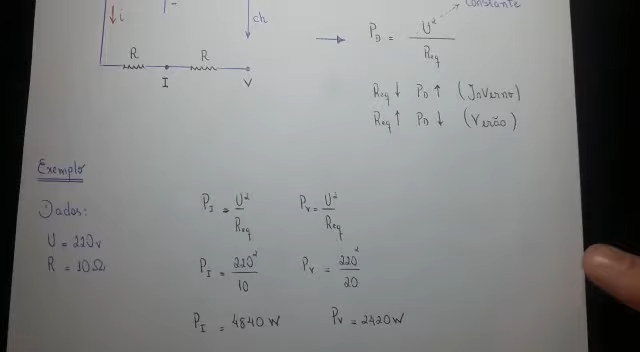 constante
i
ch
P_D = U² / R_eq
R R
I V
R_eq ↓ P_D ↑ (Inverno)
R_eq ↑ P_D ↓ (Verão)
Exemplo
Dados:
U = 220v
R = 10Ω
P_I = U² / R_eq P_V = U² / R_eq
P_I = 220² / 10 P_V = 220² / 20
P_I = 4840 W P_V = 2420 W